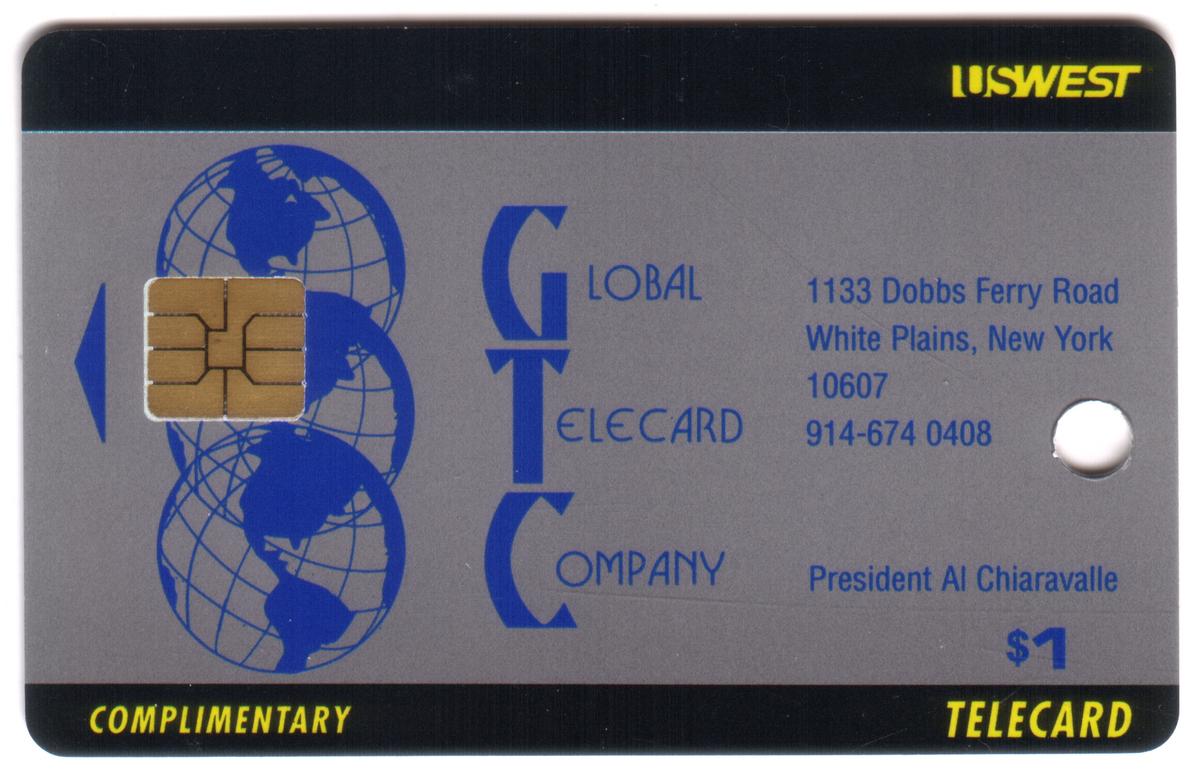 USWEST
GLOBAL
TELECARD
COMPANY
1133 Dobbs Ferry Road
White Plains, New York
10607
914-674 0408
President Al Chiaravalle
$1
COMPLIMENTARY
TELECARD